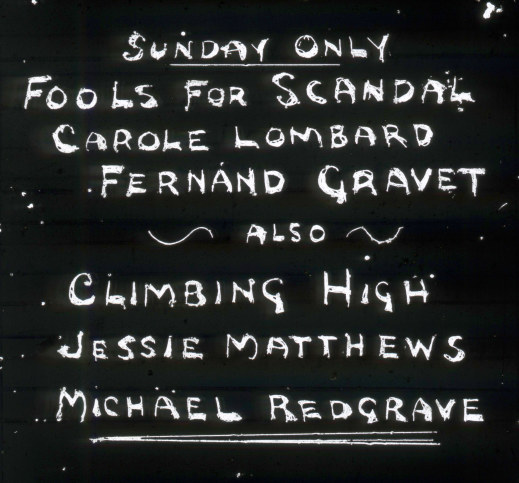 SUNDAY ONLY
FOOLS FOR SCANDAL
CAROLE LOMBARD
FERNAND GRAVET
ALSO
CLIMBING HIGH
JESSIE MATTHEWS
MICHAEL REDGRAVE